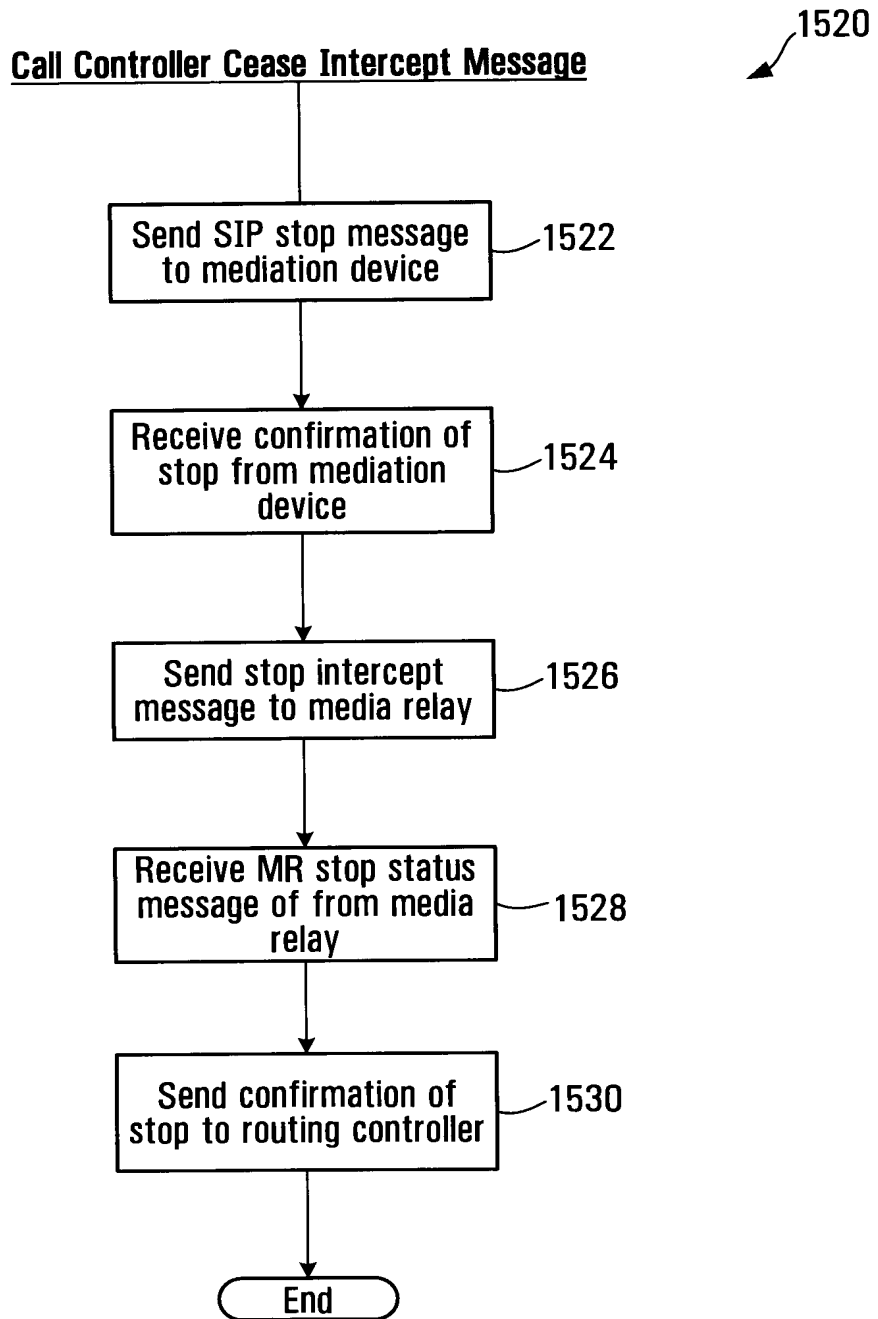 1520
Call Controller Cease Intercept Message
Send SIP stop message
to mediation device
1522
Receive confirmation of
stop from mediation
device
1524
Send stop intercept
message to media relay
1526
Receive MR stop status
message of from media
relay
1528
Send confirmation of
stop to routing controller
1530
End